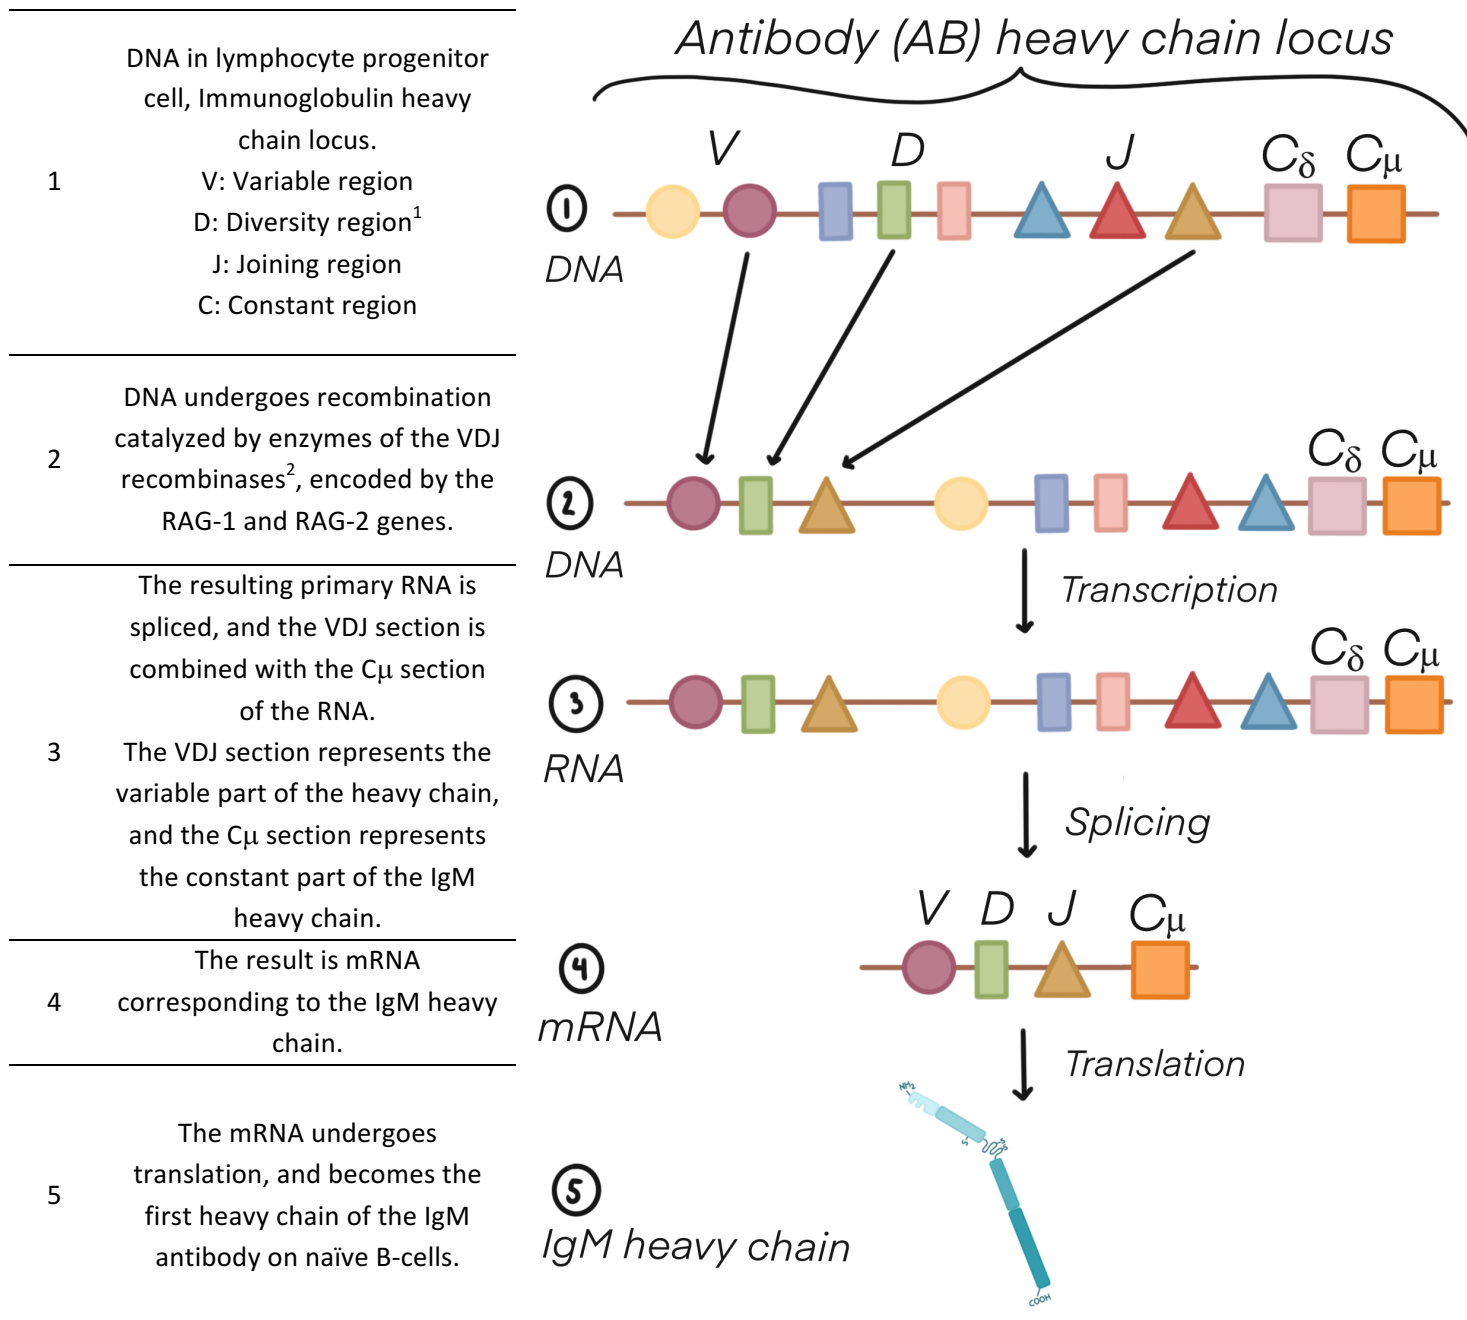 1
DNA in lymphocyte progenitor
cell, Immunoglobulin heavy
chain locus.
V: Variable region
D: Diversity region¹
J: Joining region
C: Constant region
2
DNA undergoes recombination
catalyzed by enzymes of the VDJ
recombinases², encoded by the
RAG-1 and RAG-2 genes.
3
The resulting primary RNA is
spliced, and the VDJ section is
combined with the Cμ section
of the RNA.
The VDJ section represents the
variable part of the heavy chain,
and the Cμ section represents
the constant part of the IgM
heavy chain.
4
The result is mRNA
corresponding to the IgM heavy
chain.
5
The mRNA undergoes
translation, and becomes the
first heavy chain of the IgM
antibody on naïve B-cells.
Antibody (AB) heavy chain locus
V D J Cδ Cμ
1
DNA
Cδ Cμ
2
DNA
Transcription
Cδ Cμ
3
RNA
Splicing
V D J Cμ
4
mRNA
Translation
NH₂
S
S
S
5
IgM heavy chain
COOH